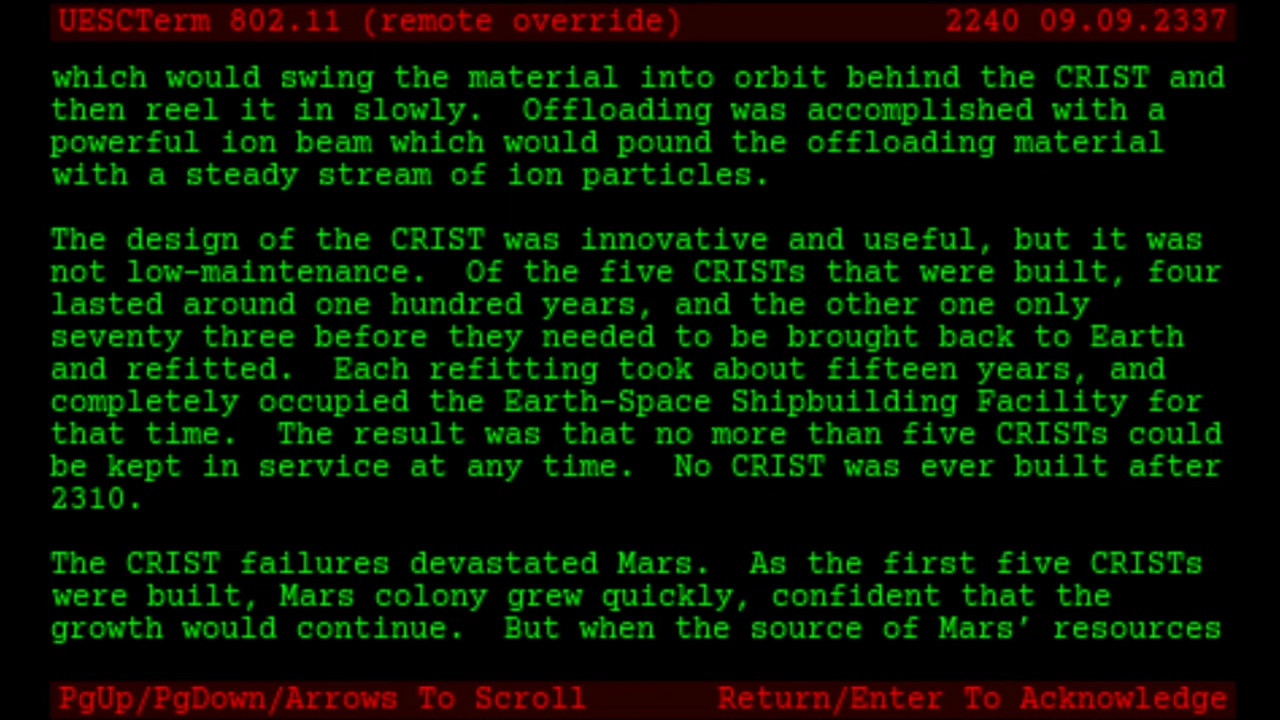 UESCTerm 802.11 (remote override) 2240 09.09.2337
which would swing the material into orbit behind the CRIST and
then reel it in slowly.  Offloading was accomplished with a
powerful ion beam which would pound the offloading material
with a steady stream of ion particles.
The design of the CRIST was innovative and useful, but it was
not low-maintenance.  Of the five CRISTs that were built, four
lasted around one hundred years, and the other one only
seventy three before they needed to be brought back to Earth
and refitted.  Each refitting took about fifteen years, and
completely occupied the Earth-Space Shipbuilding Facility for
that time.  The result was that no more than five CRISTs could
be kept in service at any time.  No CRIST was ever built after
2310.
The CRIST failures devastated Mars.  As the first five CRISTs
were built, Mars colony grew quickly, confident that the
growth would continue.  But when the source of Mars’ resources
PgUp/PgDown/Arrows To Scroll Return/Enter To Acknowledge